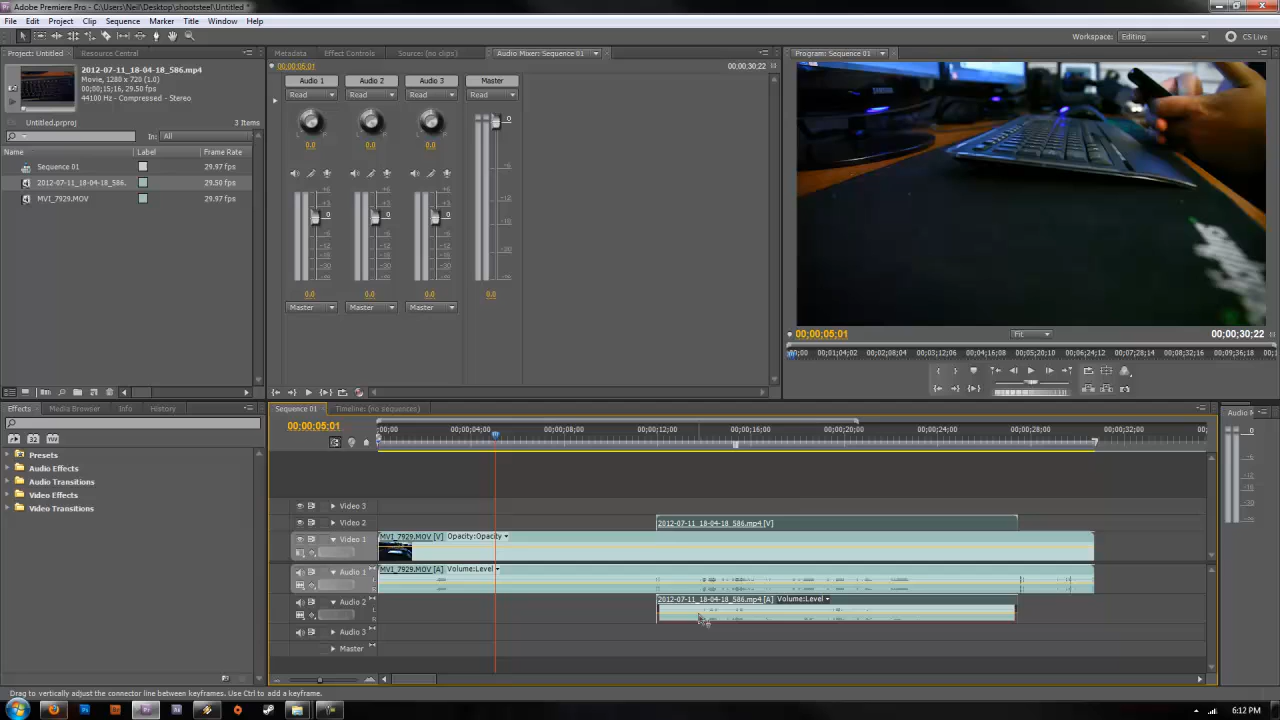 Adobe Premiere Pro - C:\Users\Neil\Desktop\shootsteel\Untitled *
File Edit Project Clip Sequence Marker Title Window Help
Workspace: Editing CS Live
Project: Untitled Resource Central
Metadata Effect Controls Source: (no clips) Audio Mixer: Sequence 01
Program: Sequence 01
2012-07-11_18-04-18_586.mp4
Movie, 1280 x 720 (1.0)
00;00;15;16, 29.50 fps
44100 Hz - Compressed - Stereo
Untitled.prproj 3 Items
In: All
Name Label Frame Rate
Sequence 01 29.97 fps
2012-07-11_18-04-18_586. 29.50 fps
MVI_7929.MOV 29.97 fps
00;00;05;01 00;00;30;22
Audio 1 Audio 2 Audio 3 Master
Read Read Read Read
L R L R L R
0.0 0.0 0.0
0.0 0.0 0.0 0.0
Master Master Master
SAMSUNG
00;00;05;01 Fit 00;00;30;22
00;00 00;01;04;02 00;02;08;04 00;03;12;06 00;04;16;08 00;05;20;10 00;06;24;12 00;07;28;14 00;08;32;16 00;09;36;18
Effects Media Browser Info History
Presets
Audio Effects
Audio Transitions
Video Effects
Video Transitions
Sequence 01 Timeline: (no sequences)
Audio M
00;00;05;01
00;00 00;00;04;00 00;00;08;00 00;00;12;00 00;00;16;00 00;00;20;00 00;00;24;00 00;00;28;00 00;00;32;00 00;
Video 3
Video 2 2012-07-11_18-04-18_586.mp4 [V]
Video 1 MVI_7929.MOV [V] Opacity:Opacity
Audio 1 MVI_7929.MOV [A] Volume:Level
Audio 2 2012-07-11_18-04-18_586.mp4 [A] Volume:Level
Audio 3
Master
Drag to vertically adjust the connector line between keyframes. Use Ctrl to add a keyframe.
6:12 PM